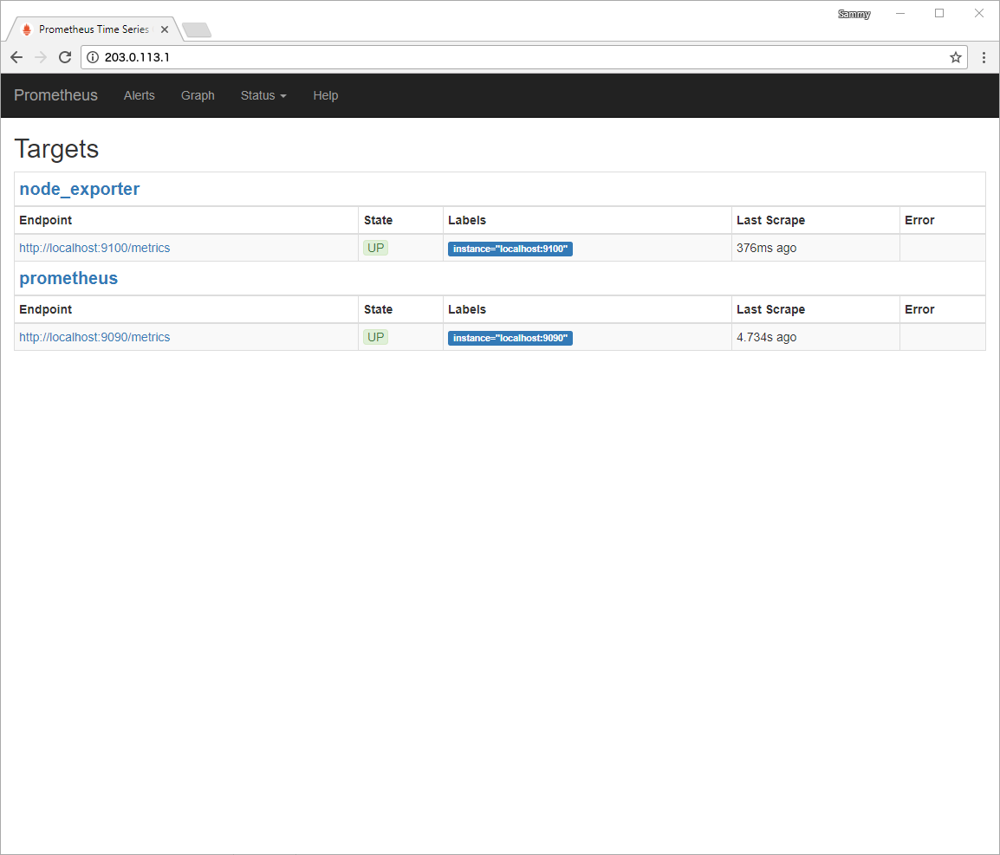 Sammy
Prometheus Time Series
203.0.113.1
Prometheus Alerts Graph Status Help
Targets
node_exporter
Endpoint State Labels Last Scrape Error
http://localhost:9100/metrics UP instance="localhost:9100" 376ms ago
prometheus
Endpoint State Labels Last Scrape Error
http://localhost:9090/metrics UP instance="localhost:9090" 4.734s ago